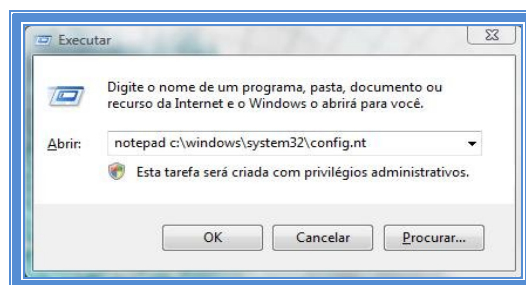 Executar
Digite o nome de um programa, pasta, documento ou
recurso da Internet e o Windows o abrirá para você.
Abrir: notepad c:\windows\system32\config.nt
Esta tarefa será criada com privilégios administrativos.
OK Cancelar Procurar...